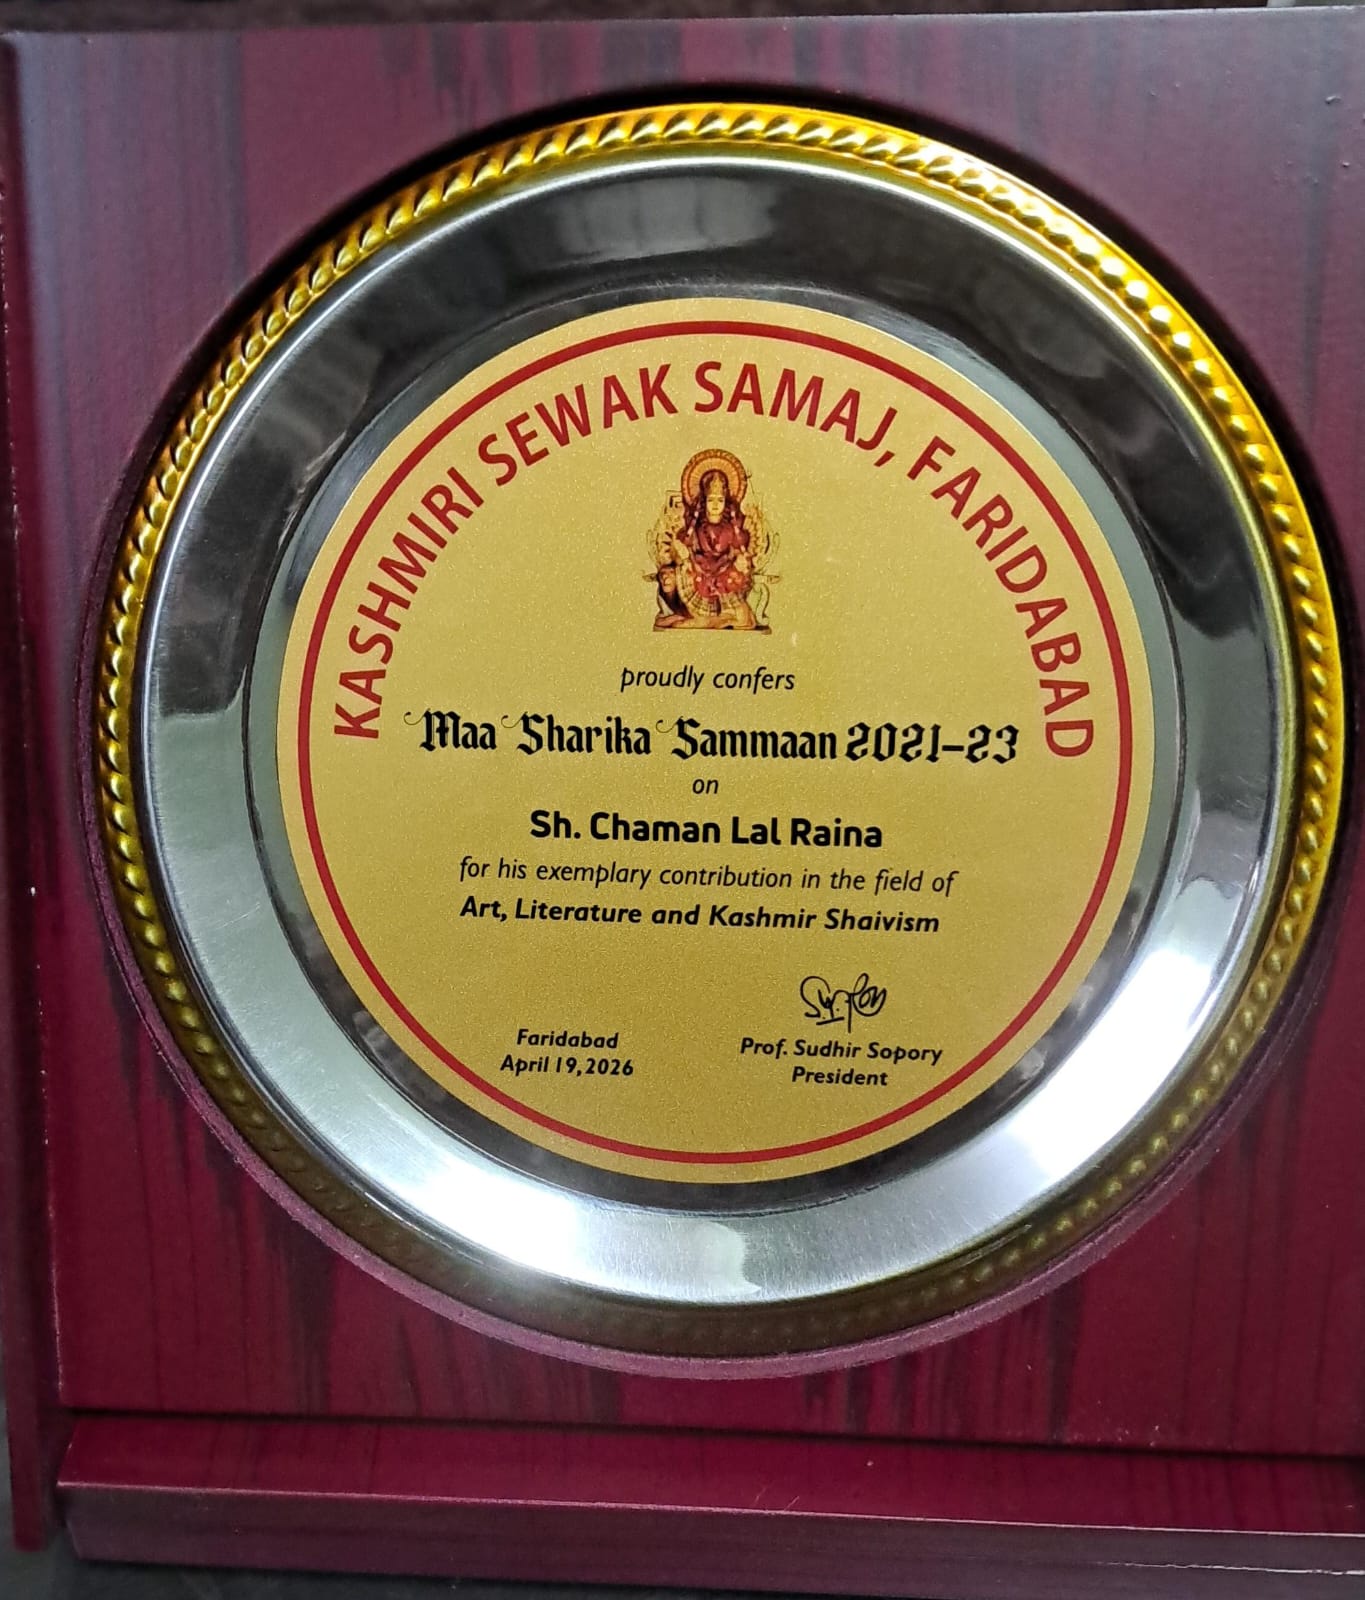 KASHMIRI SEWAK SAMAJ, FARIDABAD
proudly confers
Maa Sharika Sammaan 2021-23
on
Sh. Chaman Lal Raina
for his exemplary contribution in the field of
Art, Literature and Kashmir Shaivism
Faridabad
April 19, 2026
Prof. Sudhir Sopory
President